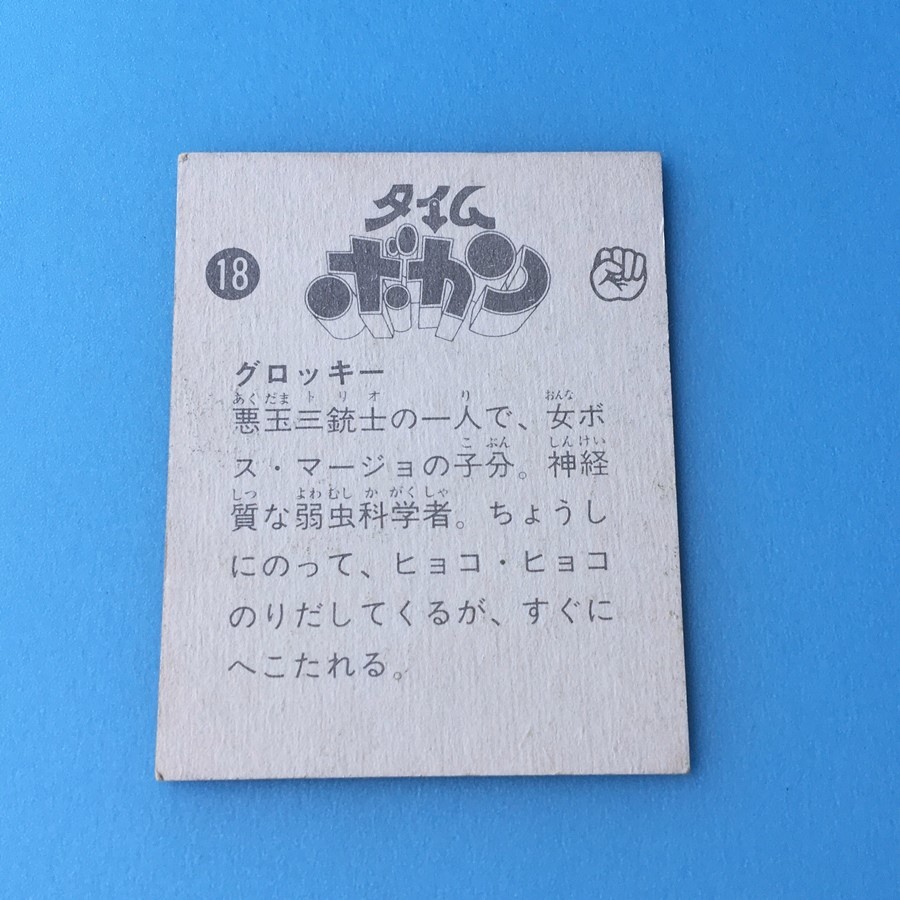 タイム
ボカン
18
グロッキー
あくだまトリオ り おんな
悪玉三銃士の一人で、女ボ
こぶん しんけい
ス・マージョの子分。神経
しつ よわむしかがくしゃ
質な弱虫科学者。ちょうし
にのって、ヒョコ・ヒョコ
のりだしてくるが、すぐに
へこたれる。